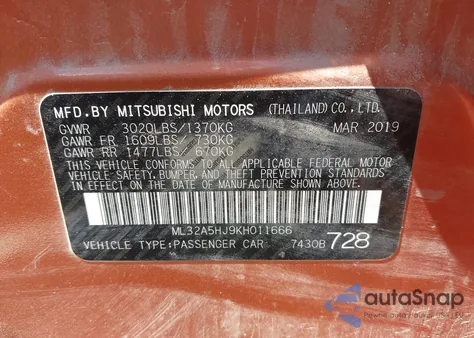 MFD.BY MITSUBISHI MOTORS (THAILAND) CO., LTD.
GVWR 3020LBS/1370KG MAR 2019
GAWR FR 1609LBS/ 730KG
GAWR RR 1477LBS/ 670KG
THIS VEHICLE CONFORMS TO ALL APPLICABLE FEDERAL MOTOR
VEHICLE SAFETY, BUMPER, AND THEFT PREVENTION STANDARDS
IN EFFECT ON THE DATE OF MANUFACTURE SHOWN ABOVE.
ML32A5HJ9KH011666
VEHICLE TYPE:PASSENGER CAR 7430B 728
autoSnap